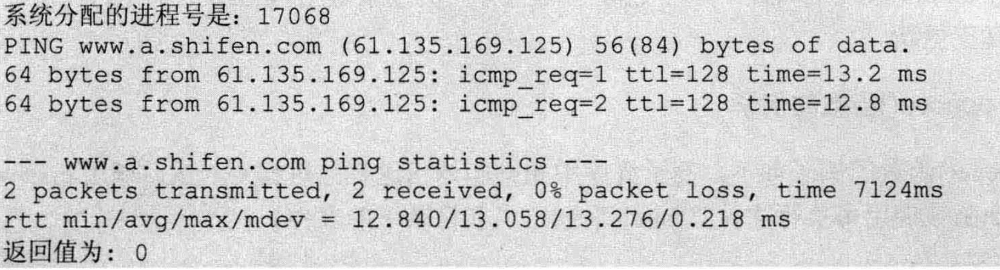 系统分配的进程号是：17068
PING www.a.shifen.com (61.135.169.125) 56(84) bytes of data.
64 bytes from 61.135.169.125: icmp_req=1 ttl=128 time=13.2 ms
64 bytes from 61.135.169.125: icmp_req=2 ttl=128 time=12.8 ms
--- www.a.shifen.com ping statistics ---
2 packets transmitted, 2 received, 0% packet loss, time 7124ms
rtt min/avg/max/mdev = 12.840/13.058/13.276/0.218 ms
返回值为：0